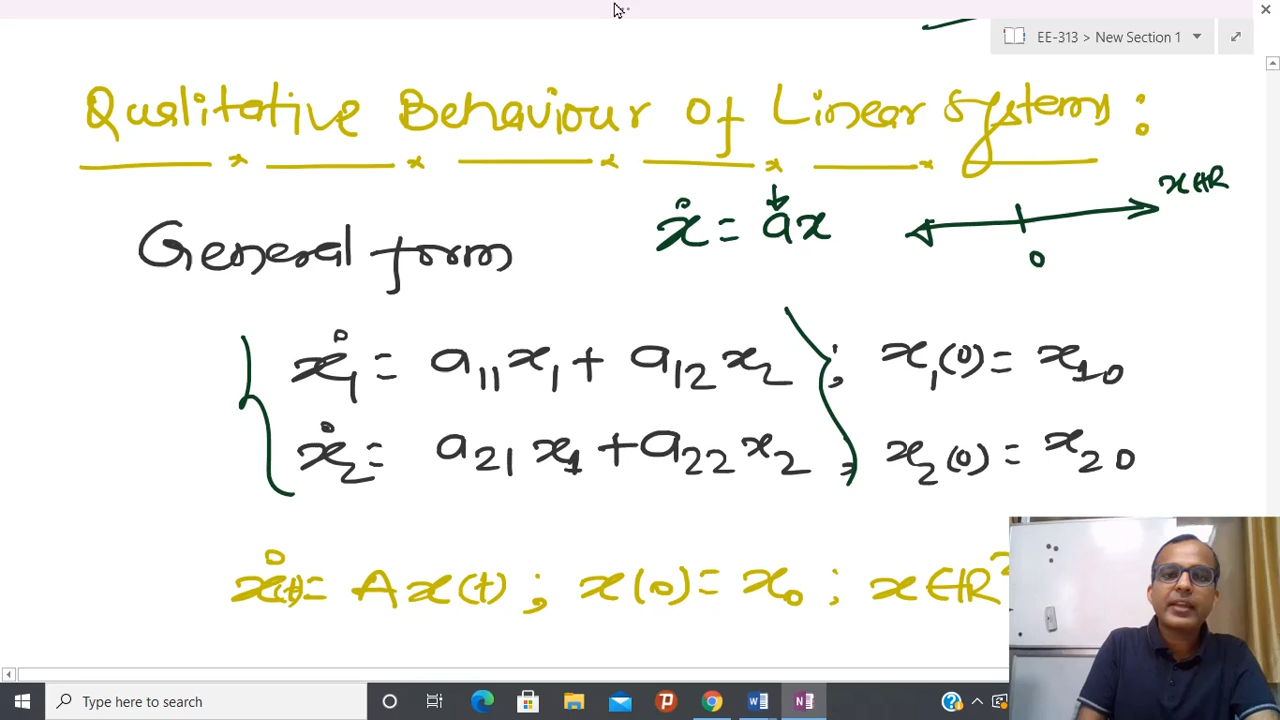 EE-313 > New Section 1
Qualitative Behaviour of Linear systems:
General form
ẋ = ax
x∈ℝ
0
ẋ₁ = a₁₁x₁ + a₁₂x₂ ; x₁(0) = x₁₀
ẋ₂ = a₂₁x₁ + a₂₂x₂ ; x₂(0) = x₂₀
ẋ(t) = Ax(t) ; x(0) = x₀ ; x∈ℝ²
Type here to search